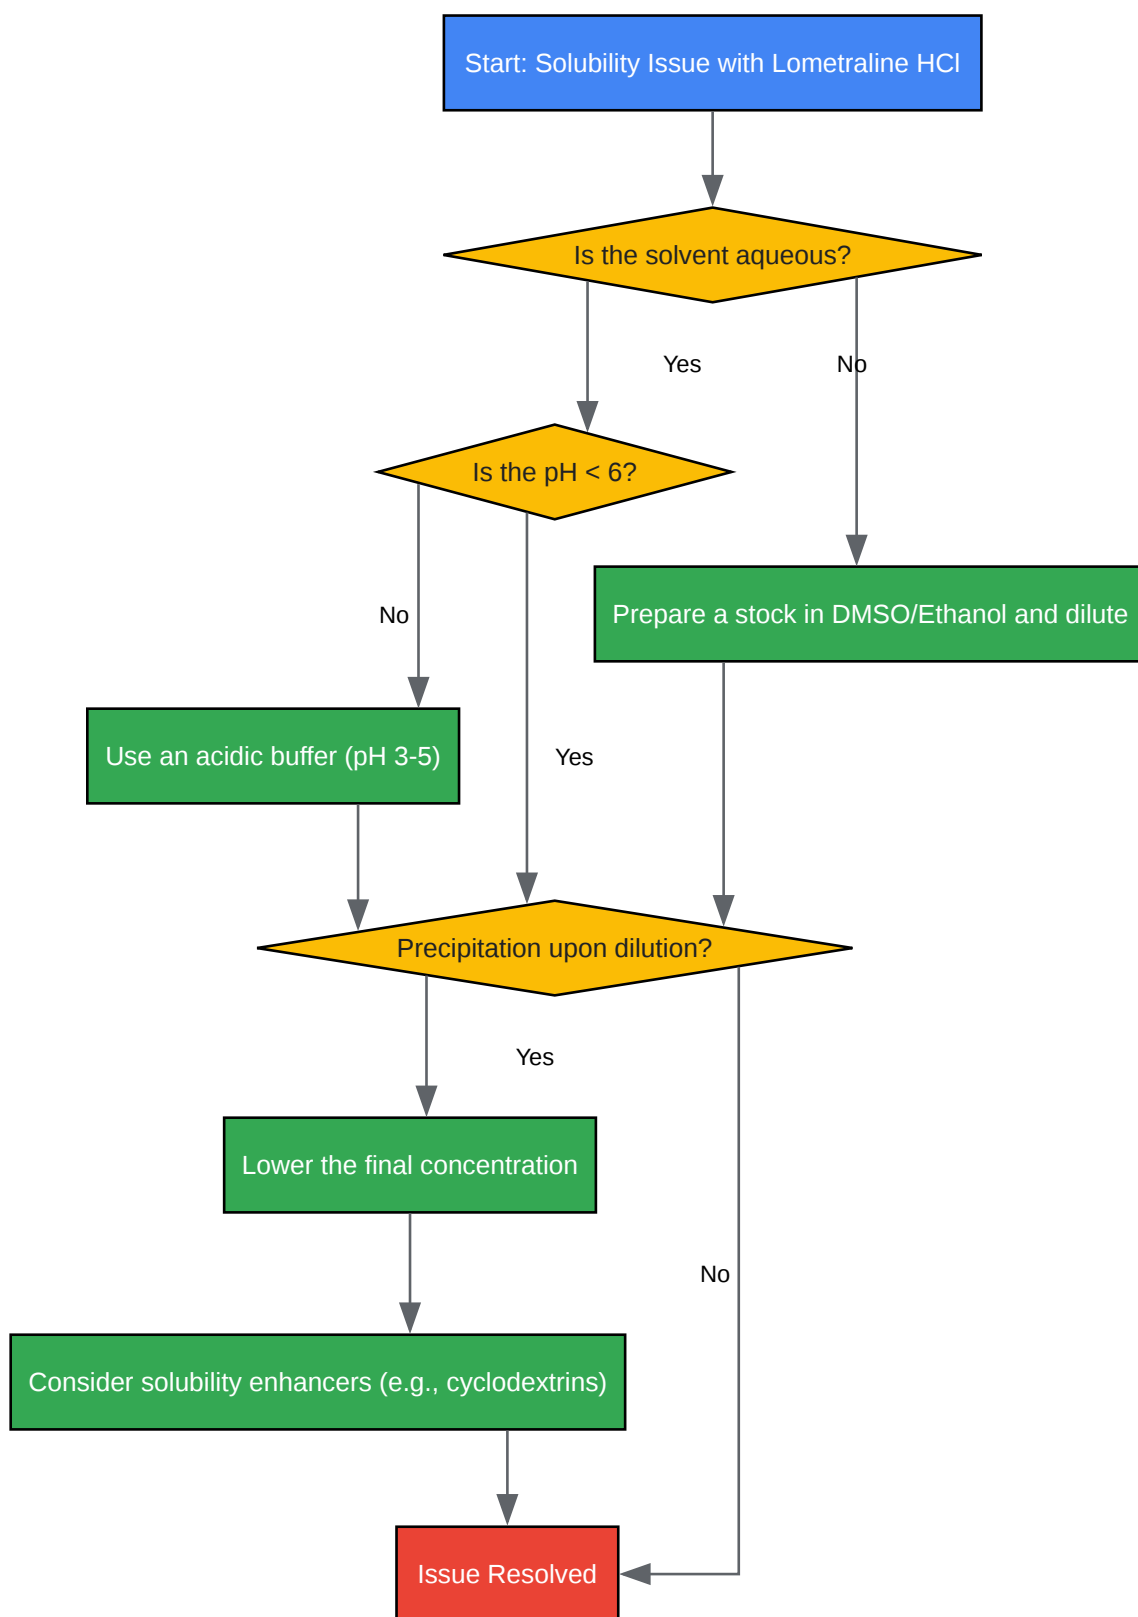 Start: Solubility Issue with Lometraline HCl
Is the solvent aqueous?
Yes
No
Is the pH < 6?
No
Prepare a stock in DMSO/Ethanol and dilute
Use an acidic buffer (pH 3-5)
Yes
Precipitation upon dilution?
Yes
Lower the final concentration
No
Consider solubility enhancers (e.g., cyclodextrins)
Issue Resolved